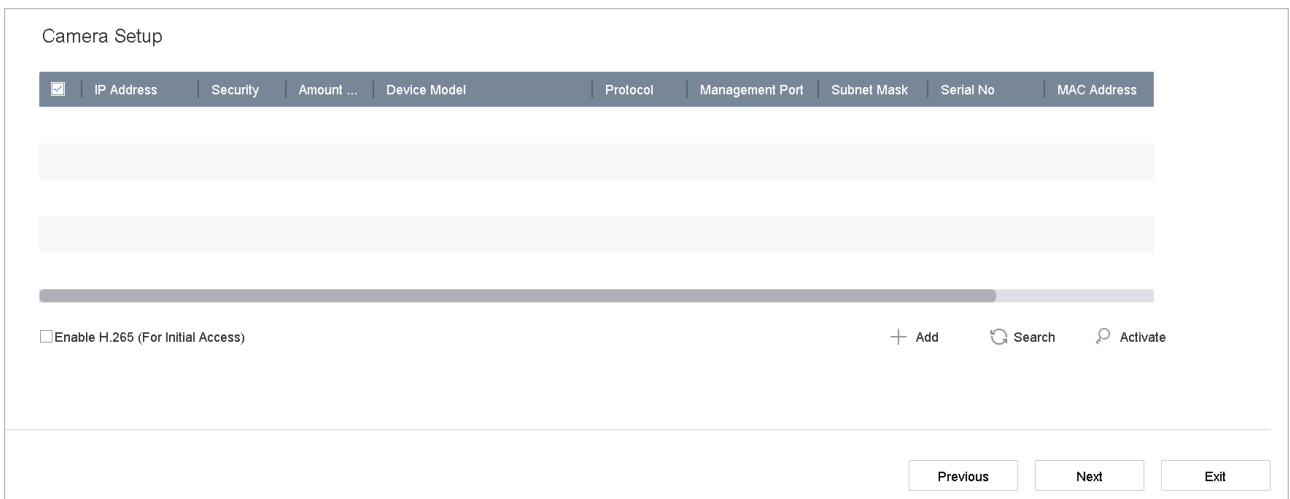 Camera Setup
IP Address Security Amount ... Device Model Protocol Management Port Subnet Mask Serial No MAC Address
Enable H.265 (For Initial Access) Add Search Activate
Previous Next Exit